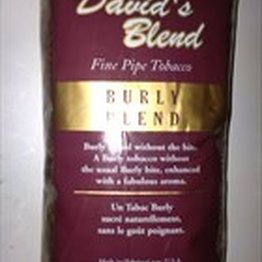 David's
Blend
Fine Pipe Tobacco
BURLY
BLEND
Burly without the bite.
A Burly tobacco without
the usual Burly bite, enhanced
with a fabulous aroma.
Un Tabac Burly
sucré naturellement,
sans le goût poignant.